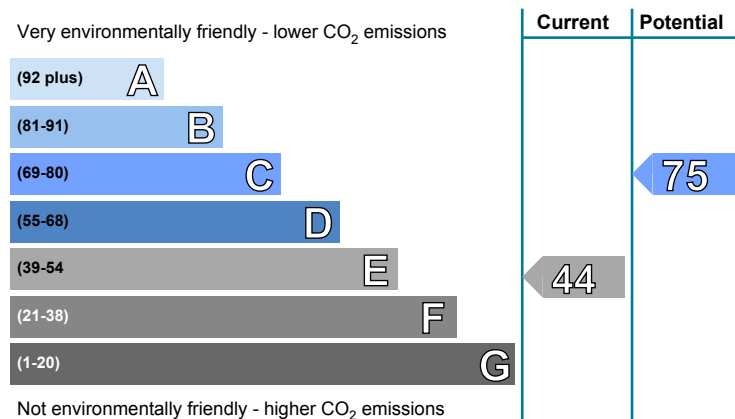 Current Potential
Very environmentally friendly - lower CO2 emissions
(92 plus) A
(81-91) B
(69-80) C 75
(55-68) D
(39-54 E 44
(21-38) F
(1-20) G
Not environmentally friendly - higher CO2 emissions